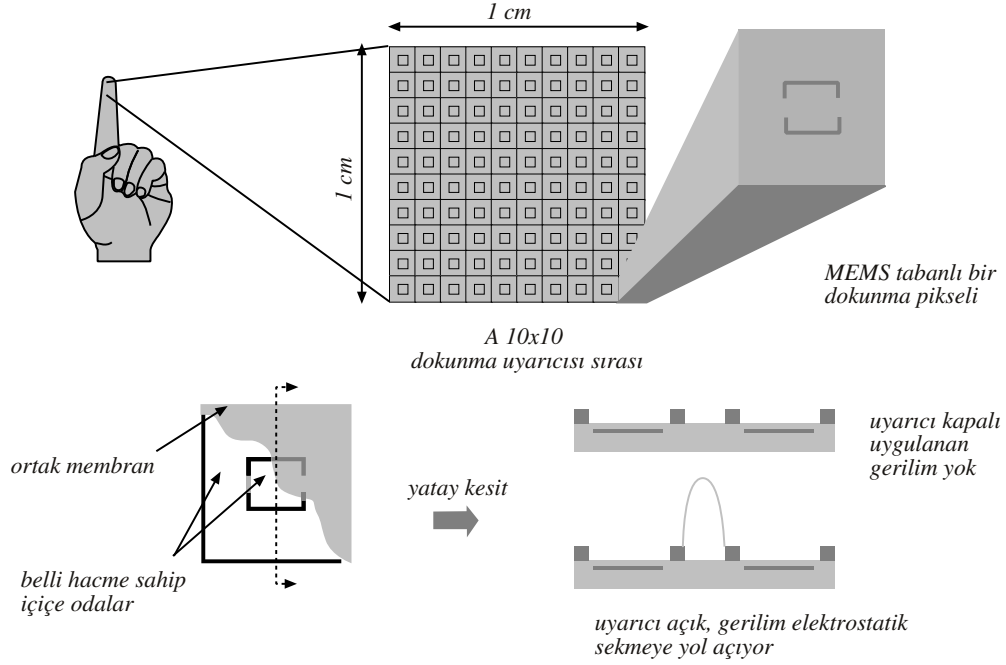 1 cm
1 cm
MEMS tabanlı bir
dokunma pikseli
A 10x10
dokunma uyarıcısı sırası
ortak membran
belli hacme sahip
içiçe odalar
yatay kesit
uyarıcı kapalı
uygulanan
gerilim yok
uyarıcı açık, gerilim elektrostatik
sekmeye yol açıyor